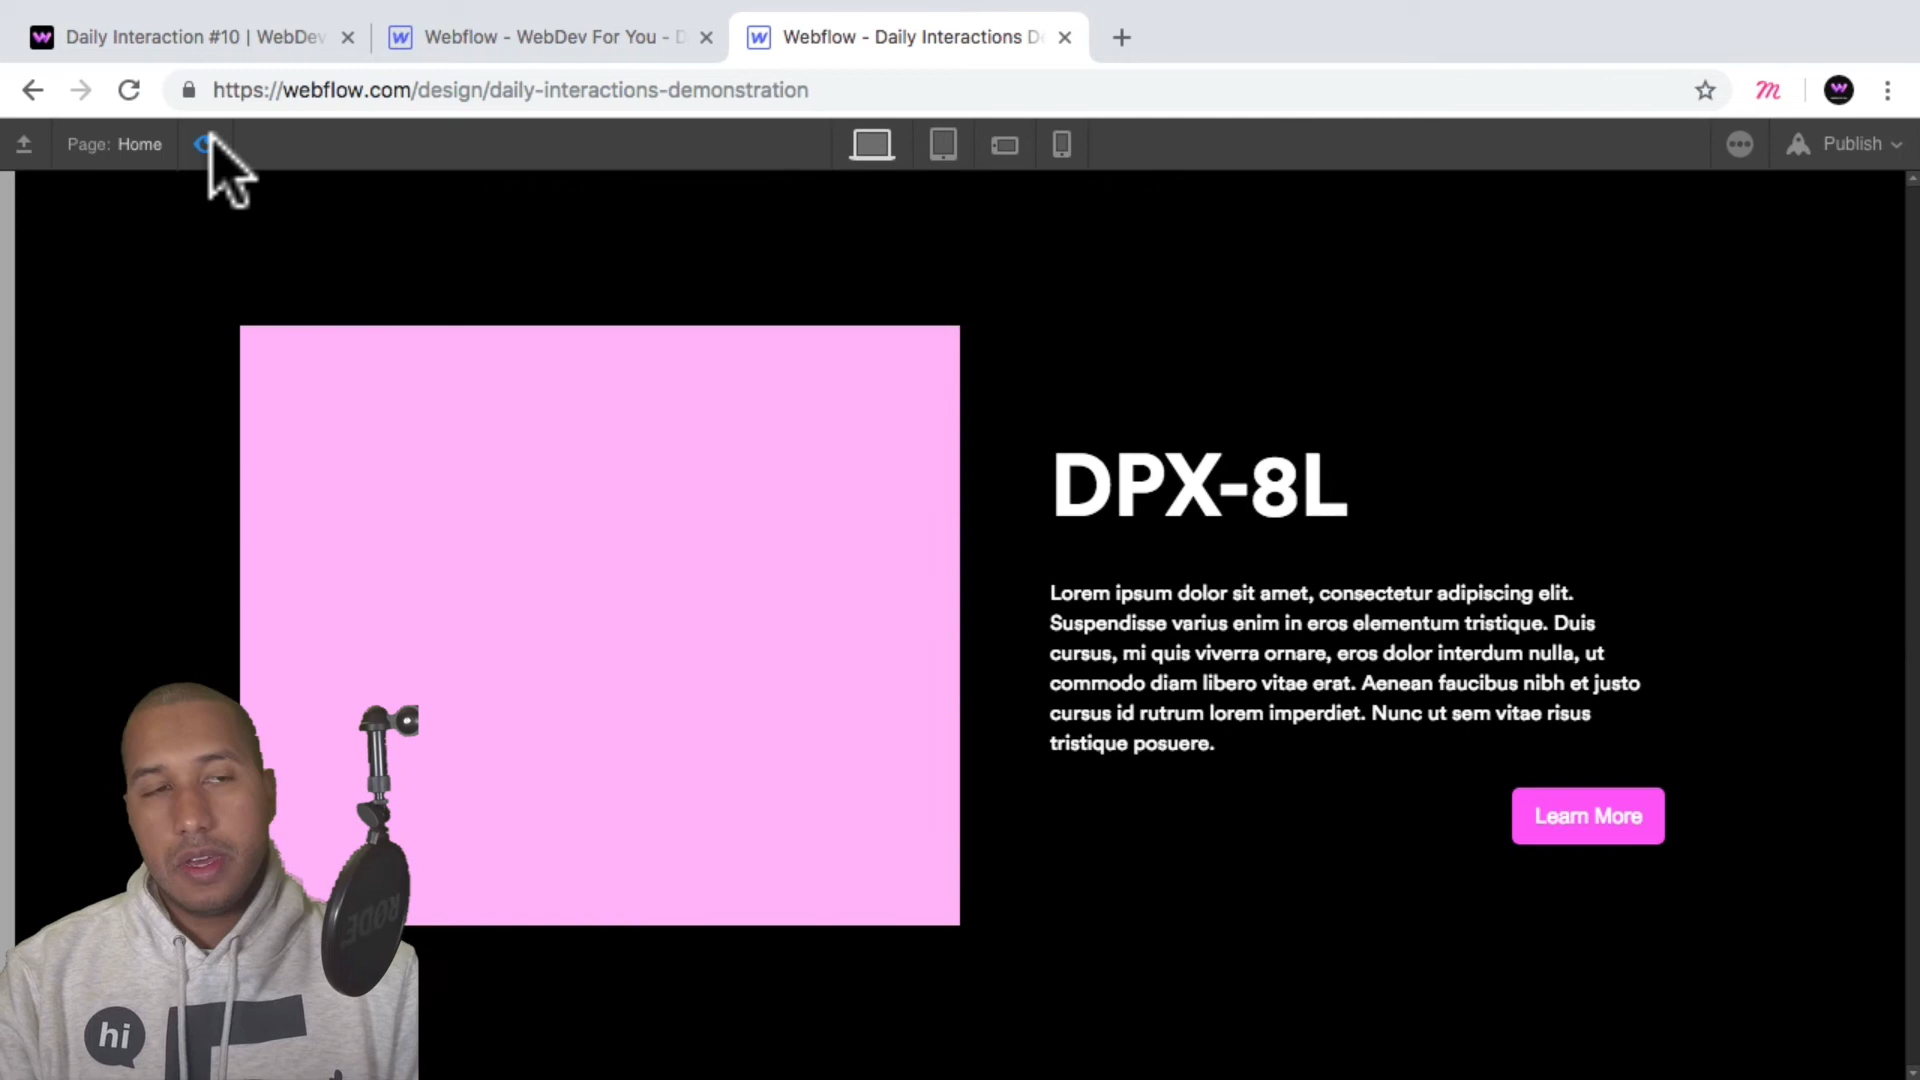 Daily Interaction #10 | WebDev
Webflow - WebDev For You - D
Webflow - Daily Interactions De
https://webflow.com/design/daily-interactions-demonstration
Page: Home
Publish
DPX-8L
Lorem ipsum dolor sit amet, consectetur adipiscing elit.
Suspendisse varius enim in eros elementum tristique. Duis
cursus, mi quis viverra ornare, eros dolor interdum nulla, ut
commodo diam libero vitae erat. Aenean faucibus nibh et justo
cursus id rutrum lorem imperdiet. Nunc ut sem vitae risus
tristique posuere.
Learn More
RØDE
hi